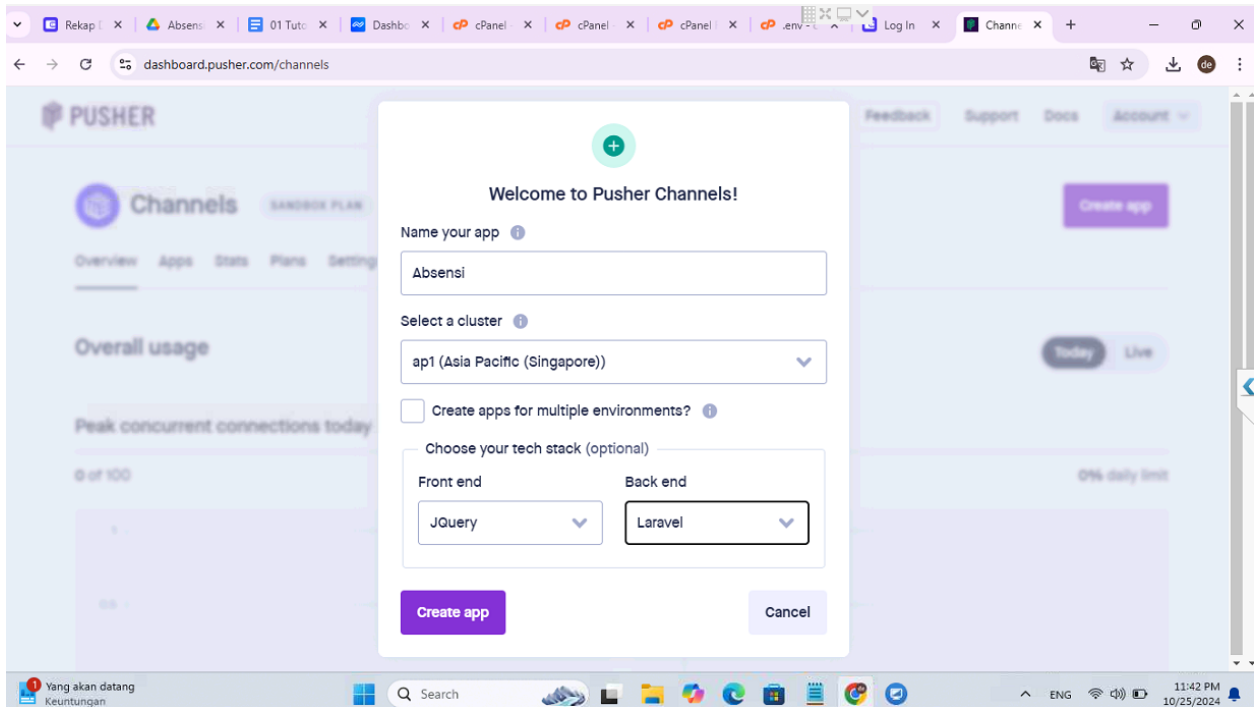 Rekap D
Absens
01 Tuto
Dashbo
cPanel
cPanel
cPanel
.env - c
Log In
Channe
dashboard.pusher.com/channels
de
PUSHER
Feedback
Support
Docs
Account
Channels
SANDBOX PLAN
Create app
Overview
Apps
Stats
Plans
Setting
Overall usage
Today
Live
Peak concurrent connections today
0 of 100
0% daily limit
Welcome to Pusher Channels!
Name your app
Absensi
Select a cluster
ap1 (Asia Pacific (Singapore))
Create apps for multiple environments?
Choose your tech stack (optional)
Front end
Back end
JQuery
Laravel
Create app
Cancel
1
Yang akan datang
Keuntungan
Search
ENG
11:42 PM
10/25/2024